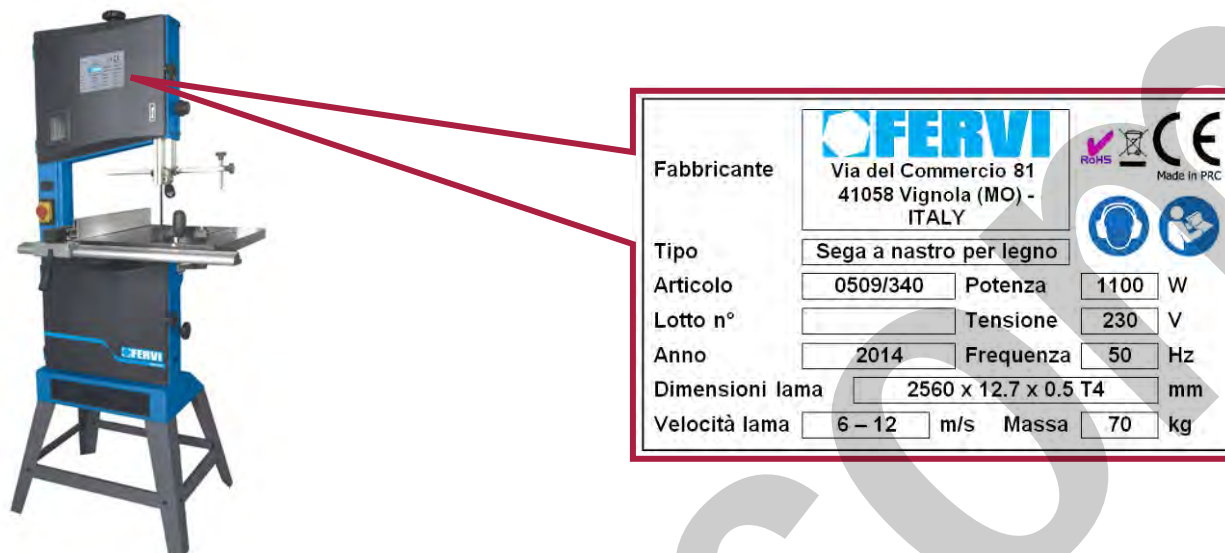 FERVI
Fabbricante
Via del Commercio 81
41058 Vignola (MO) -
ITALY
RoHS
CE
Made in PRC
Tipo Sega a nastro per legno
Articolo 0509/340 Potenza 1100 W
Lotto n° Tensione 230 V
Anno 2014 Frequenza 50 Hz
Dimensioni lama 2560 x 12.7 x 0.5 T4 mm
Velocità lama 6 – 12 m/s Massa 70 kg
FERVI
com